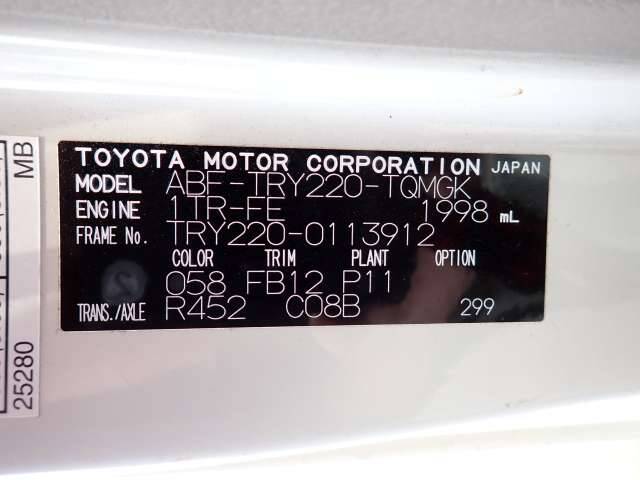 TOYOTA MOTOR CORPORATION JAPAN
MODEL ABF-TRY220-TQMGK
ENGINE 1TR-FE 1998 mL
FRAME No. TRY220-0113912
COLOR TRIM PLANT OPTION
058 FB12 P11
TRANS./AXLE R452 C08B 299
MB
25280